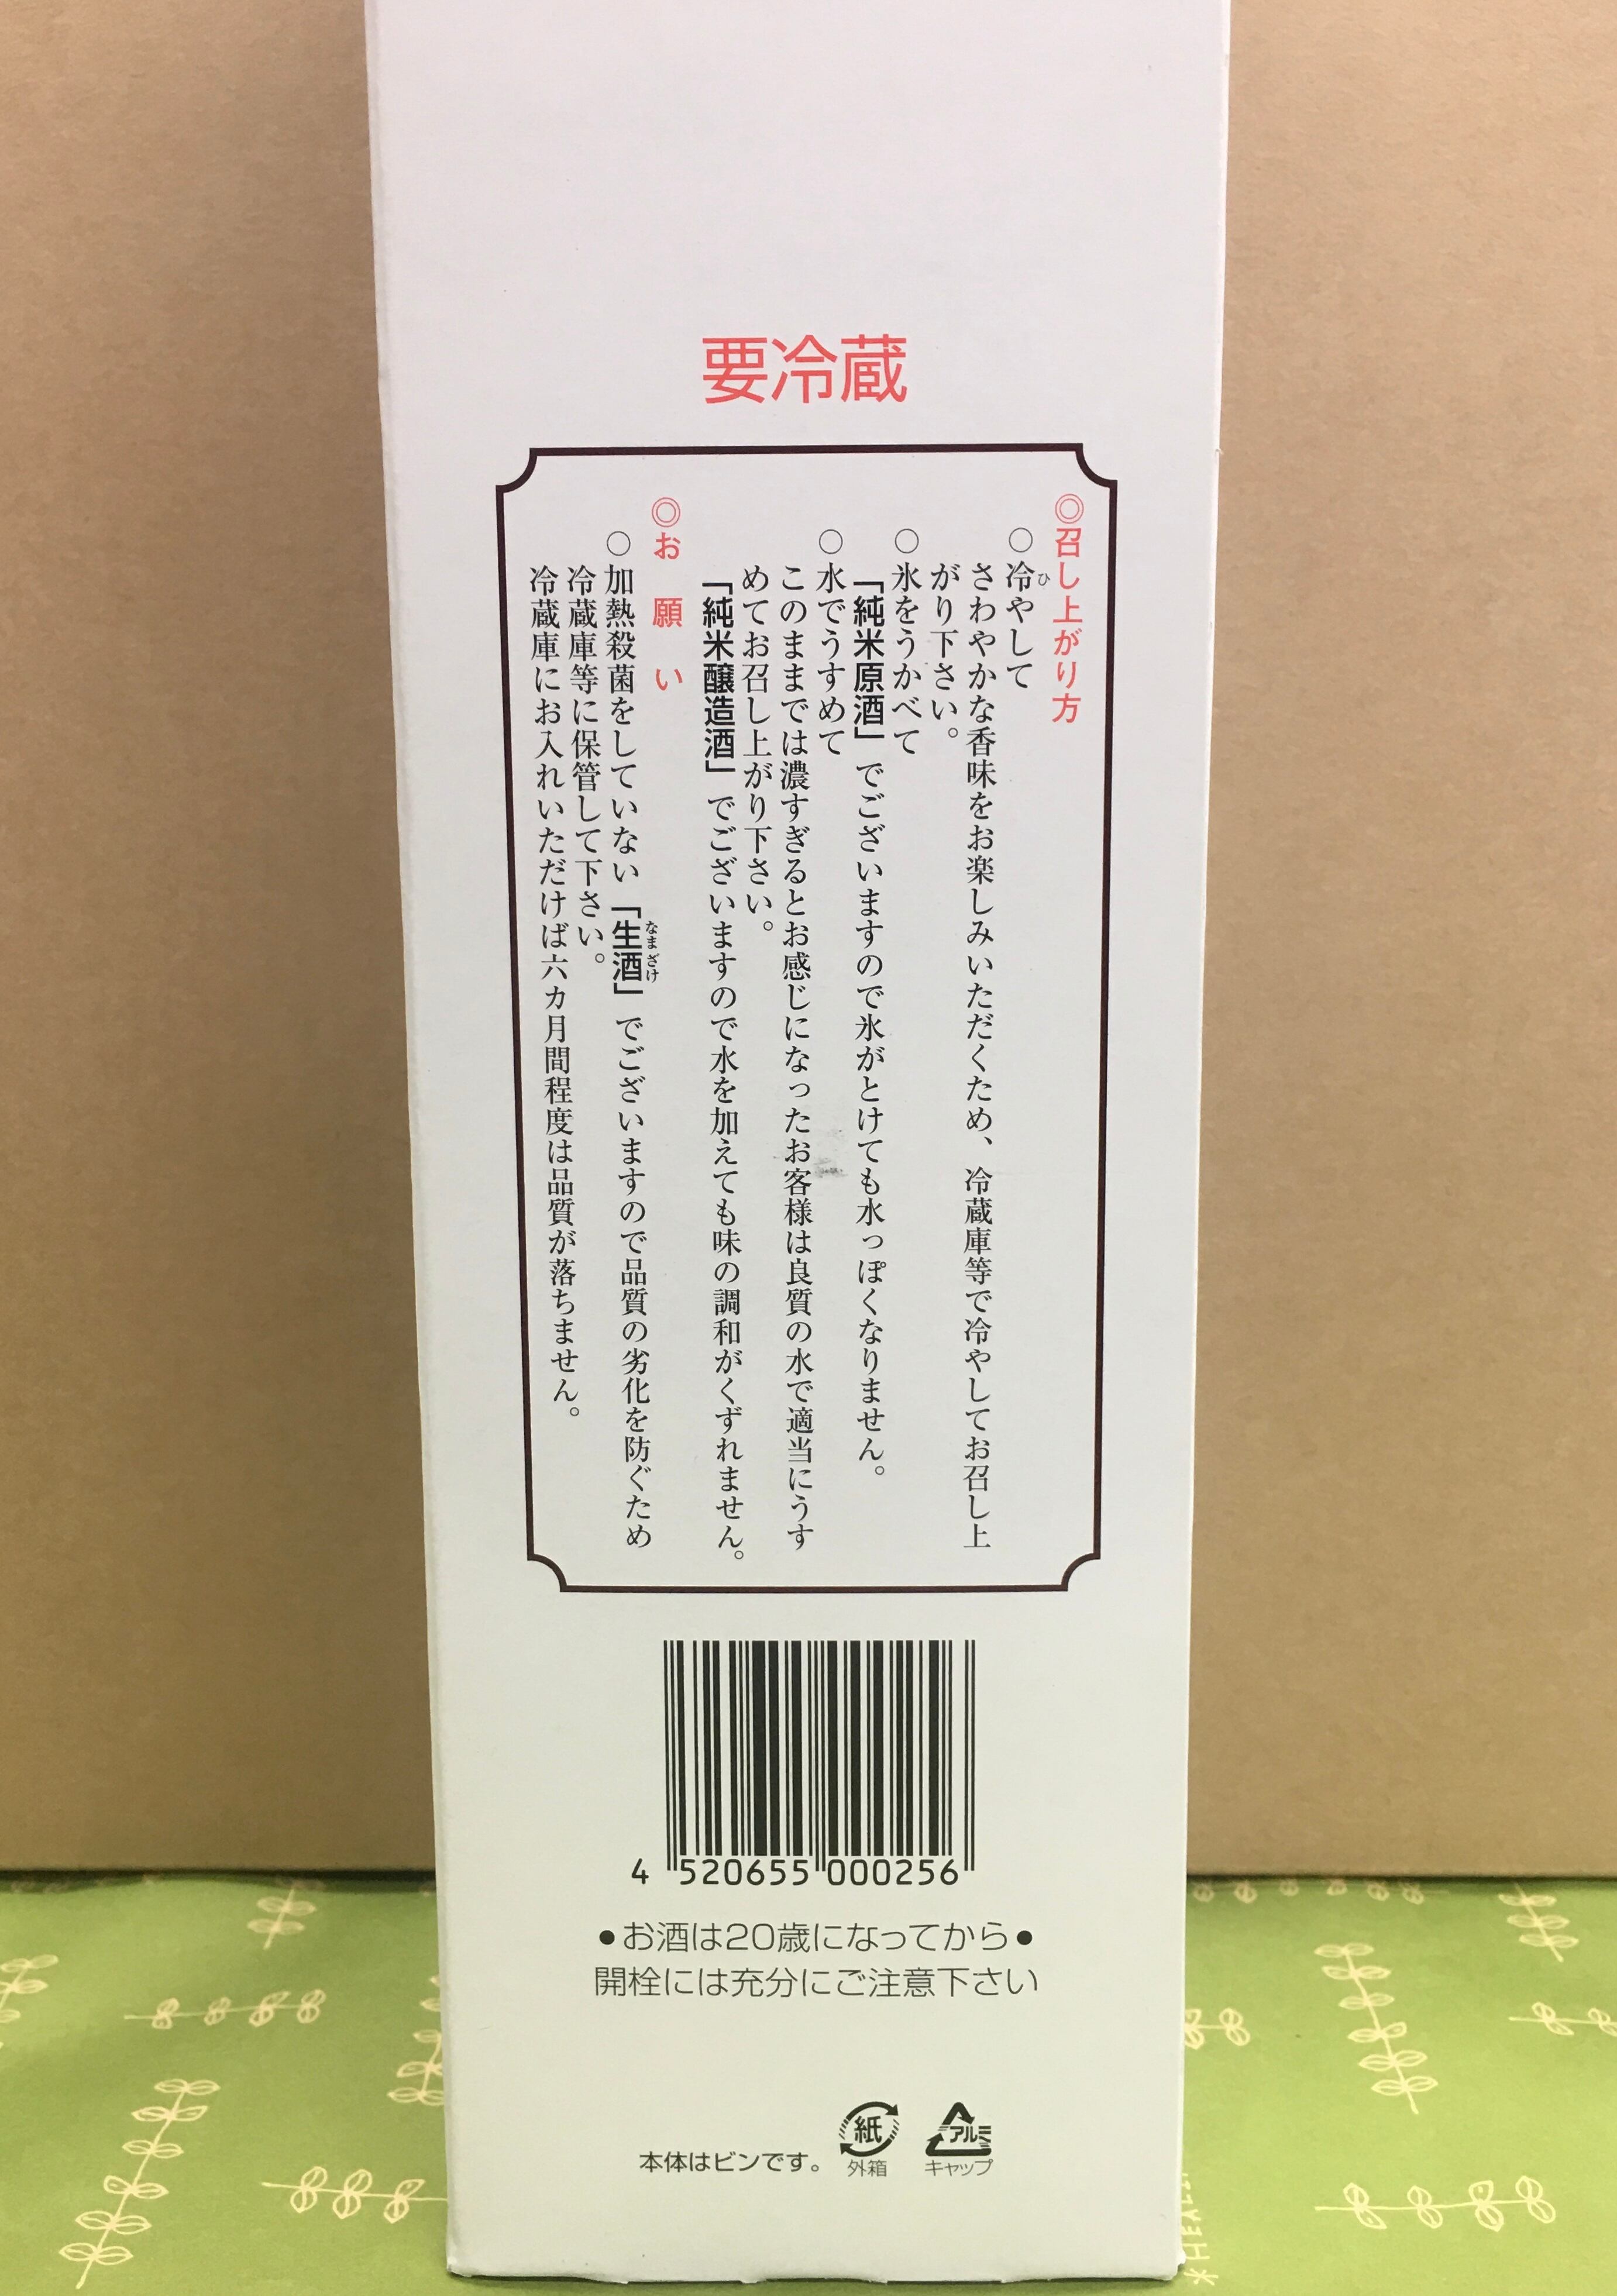 要冷蔵
◎召し上がり方
○冷やして
ひ
さわやかな香味をお楽しみいただくため、冷蔵庫等で冷やしてお召し上
がり下さい。
○氷をうかべて
「純米原酒」でございますので氷がとけても水っぽくなりません。
○水でうすめて
このままでは濃すぎるとお感じになったお客様は良質の水で適当にうす
めてお召し上がり下さい。
「純米醸造酒」でございますので水を加えても味の調和がくずれません。
◎お願い
○加熱殺菌をしていない「生酒」でございますので品質の劣化を防ぐため
なまざけ
冷蔵庫等に保管して下さい。
冷蔵庫にお入れいただけば六カ月間程度は品質が落ちません。
4 520655 000256
●お酒は20歳になってから●
開栓には充分にご注意下さい
本体はビンです。
紙
外箱
アルミ
キャップ